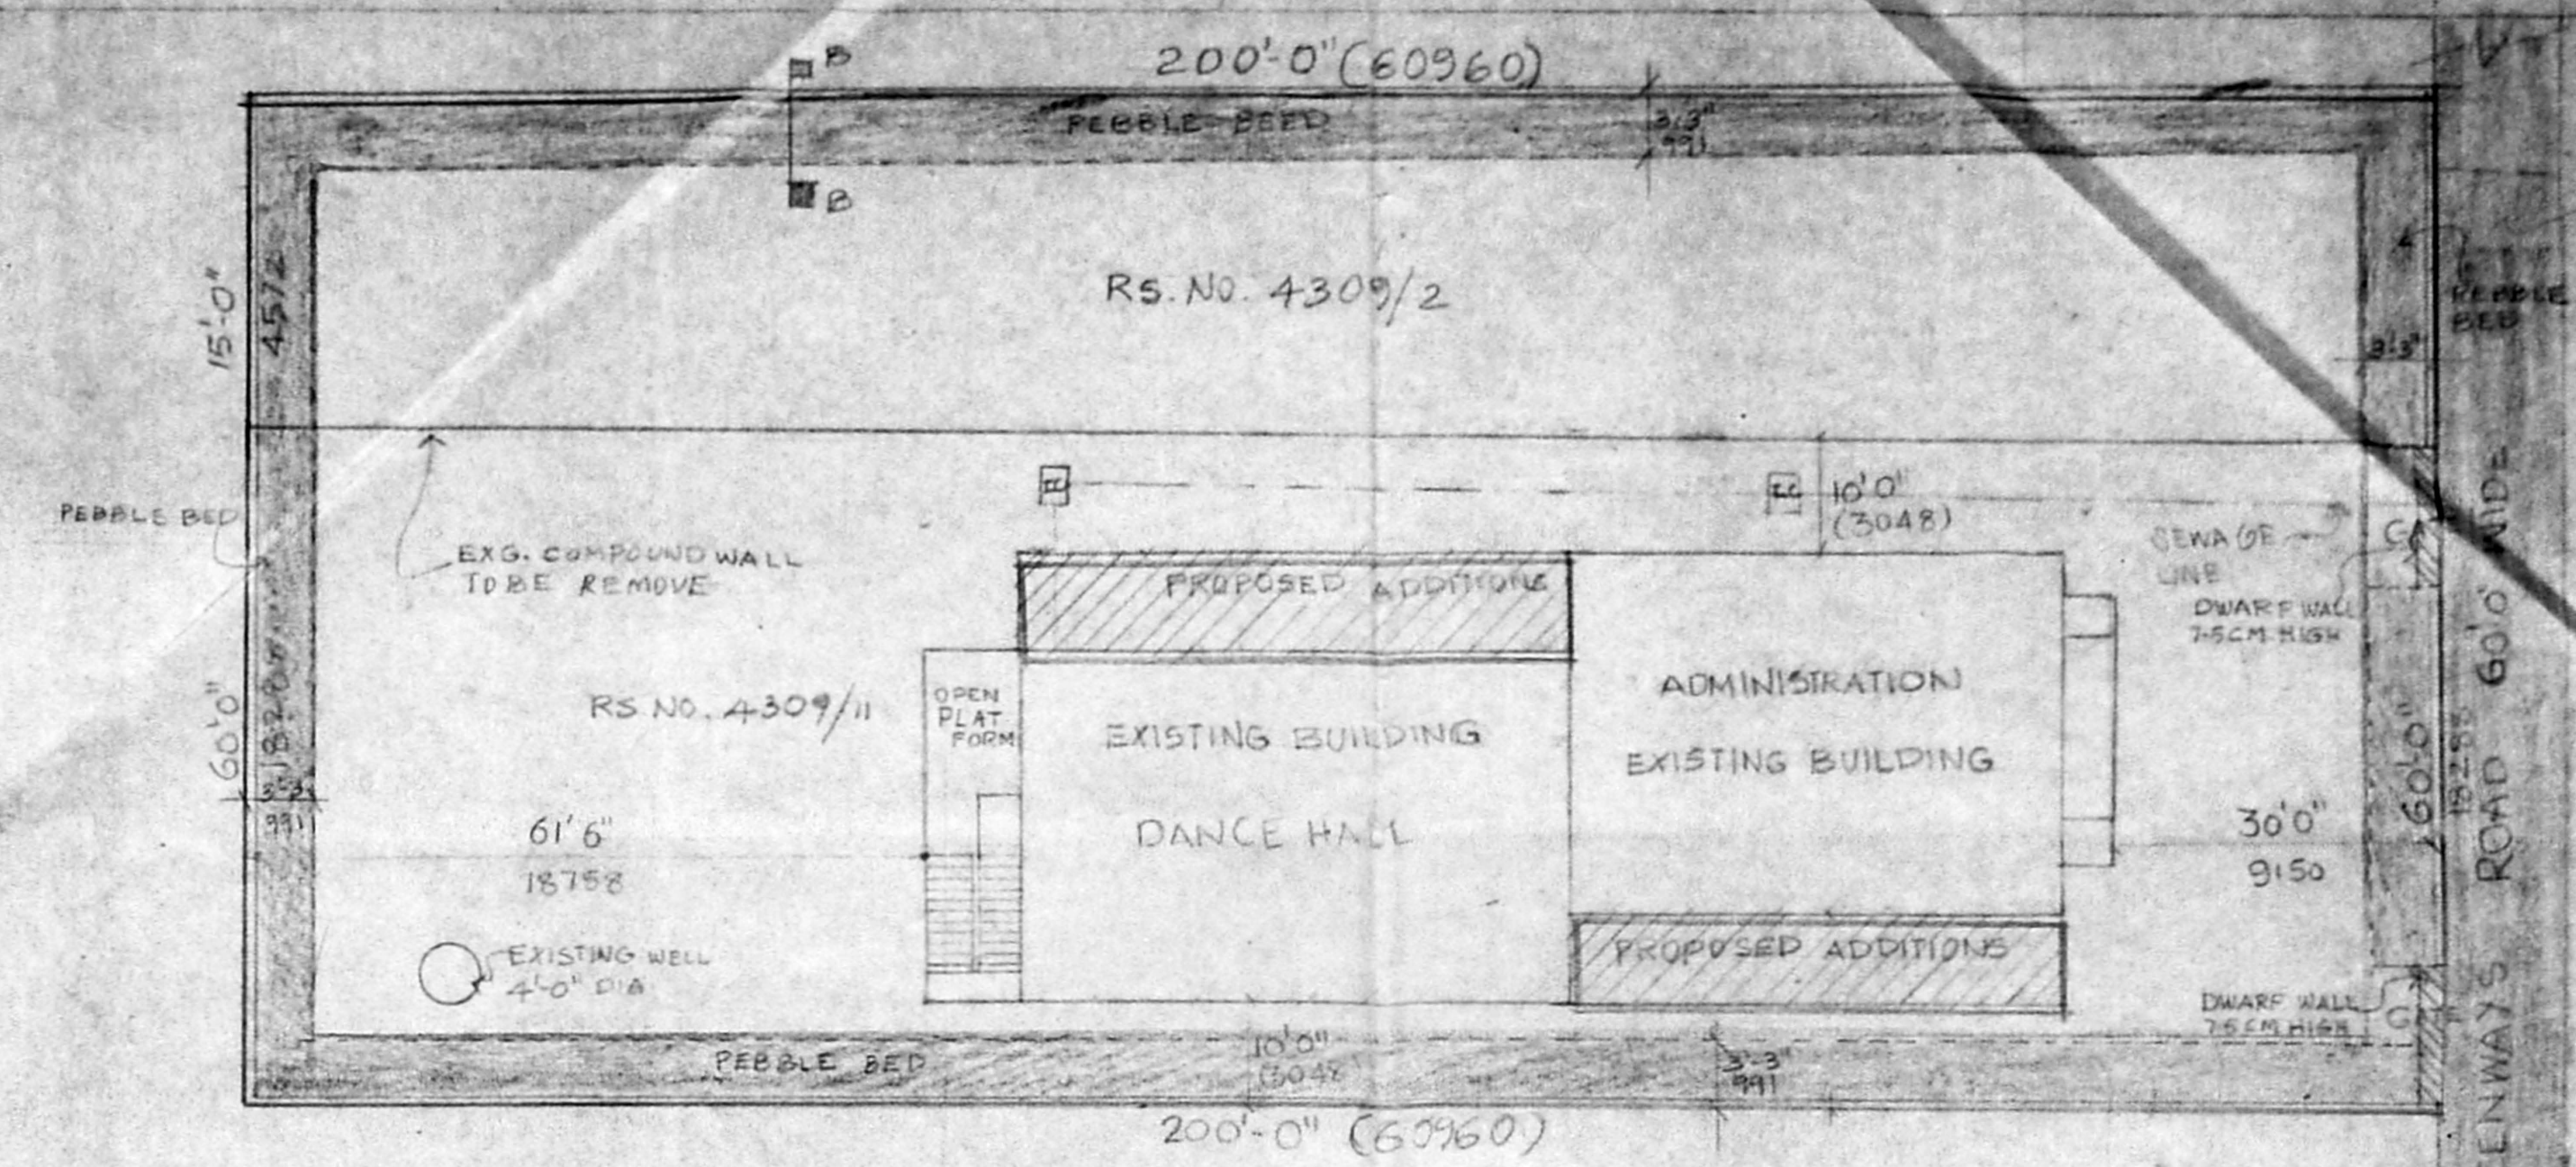 B
200'-0" (60960)
PEBBLE BEED
3'3"
991
B
RS. NO. 4309/2
15'-0"
4572
PEBBLE
BED
3'3"
10'0"
(3048)
PEBBLE BED
EXG. COMPOUND WALL
TO BE REMOVE
SEWAGE
LINE
DWARF WALL
7.5CM HIGH
PROPOSED ADDITIONS
RS NO. 4309/11
OPEN
PLAT
FORM
EXISTING BUILDING
DANCE HALL
ADMINISTRATION
EXISTING BUILDING
60'0"
3'-3"
991
61'6"
18758
30'0"
9150
60'-0"
18288
ROAD 60'0 WIDE
EXISTING WELL
4'-0" DIA
PROPOSED ADDITIONS
DWARF WALL
7.5CM HIGH
PEBBLE BED
10'0"
(3048
3'-3
991
200'-0" (60960)
ENWAYS